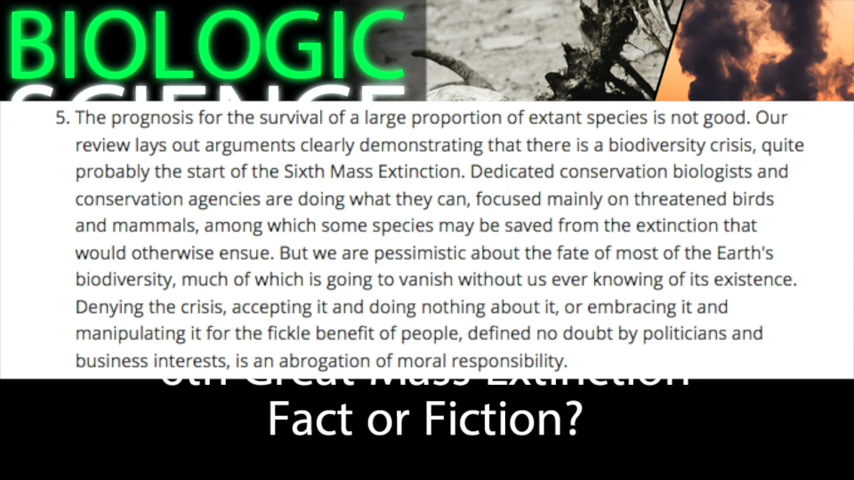 BIOLOGIC
SCIENCE
5. The prognosis for the survival of a large proportion of extant species is not good. Our
review lays out arguments clearly demonstrating that there is a biodiversity crisis, quite
probably the start of the Sixth Mass Extinction. Dedicated conservation biologists and
conservation agencies are doing what they can, focused mainly on threatened birds
and mammals, among which some species may be saved from the extinction that
would otherwise ensue. But we are pessimistic about the fate of most of the Earth's
biodiversity, much of which is going to vanish without us ever knowing of its existence.
Denying the crisis, accepting it and doing nothing about it, or embracing it and
manipulating it for the fickle benefit of people, defined no doubt by politicians and
business interests, is an abrogation of moral responsibility.
6th Great Mass Extinction
Fact or Fiction?